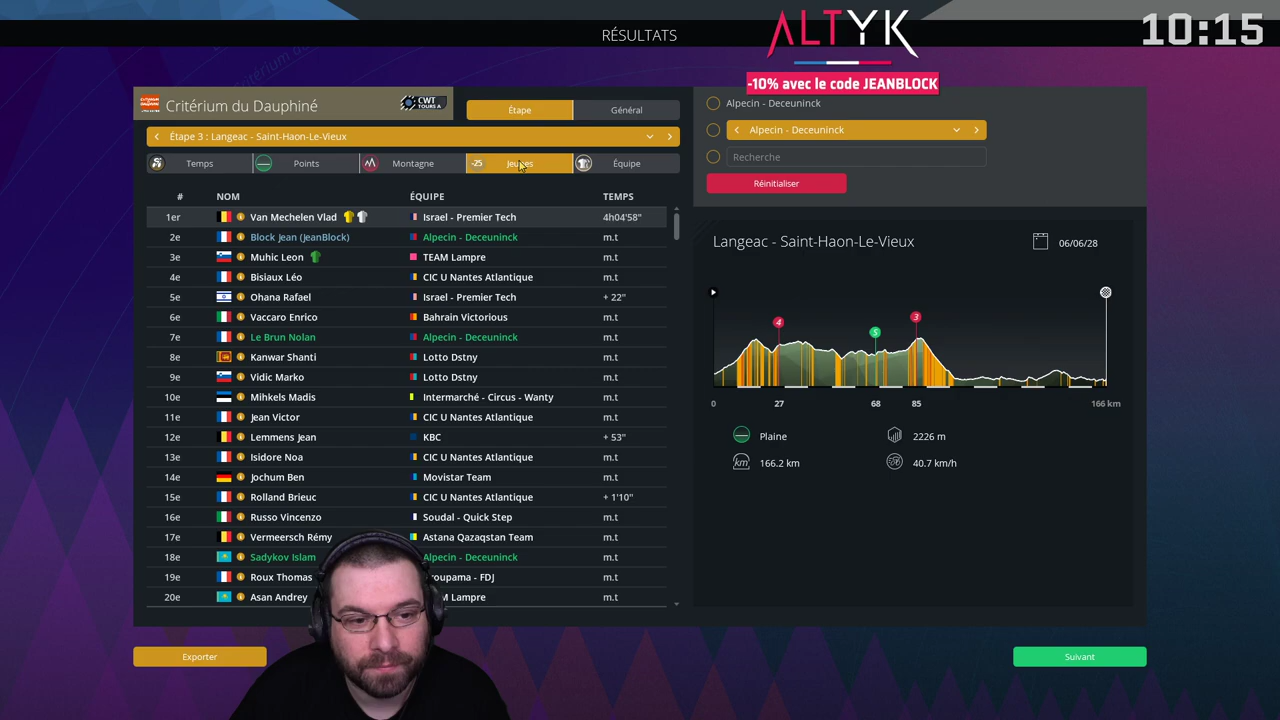 RÉSULTATS
ALTYK
10:15
-10% avec le code JEANBLOCK
Critérium du Dauphiné
CRITÉRIUM
CWT
TOURS A
Étape
Général
Alpecin - Deceuninck
Étape 3 : Langeac - Saint-Haon-Le-Vieux
Alpecin - Deceuninck
Temps
Points
Montagne
-25
Jeunes
Équipe
Recherche
Réinitialiser
# NOM ÉQUIPE TEMPS
1er Van Mechelen Vlad Israel - Premier Tech 4h04'58"
2e Block Jean (JeanBlock) Alpecin - Deceuninck m.t
3e Muhic Leon TEAM Lampre m.t
4e Bisiaux Léo CIC U Nantes Atlantique m.t
5e Ohana Rafael Israel - Premier Tech + 22"
6e Vaccaro Enrico Bahrain Victorious m.t
7e Le Brun Nolan Alpecin - Deceuninck m.t
8e Kanwar Shanti Lotto Dstny m.t
9e Vidic Marko Lotto Dstny m.t
10e Mihkels Madis Intermarché - Circus - Wanty m.t
11e Jean Victor CIC U Nantes Atlantique m.t
12e Lemmens Jean KBC + 53"
13e Isidore Noa CIC U Nantes Atlantique m.t
14e Jochum Ben Movistar Team m.t
15e Rolland Brieuc CIC U Nantes Atlantique + 1'10"
16e Russo Vincenzo Soudal - Quick Step m.t
17e Vermeersch Rémy Astana Qazaqstan Team m.t
18e Sadykov Islam Alpecin - Deceuninck m.t
19e Roux Thomas oupama - FDJ m.t
20e Asan Andrey M Lampre m.t
Langeac - Saint-Haon-Le-Vieux
06/06/28
4
S
3
0 27 68 85 166 km
Plaine
2226 m
km 166.2 km
40.7 km/h
Exporter
Suivant